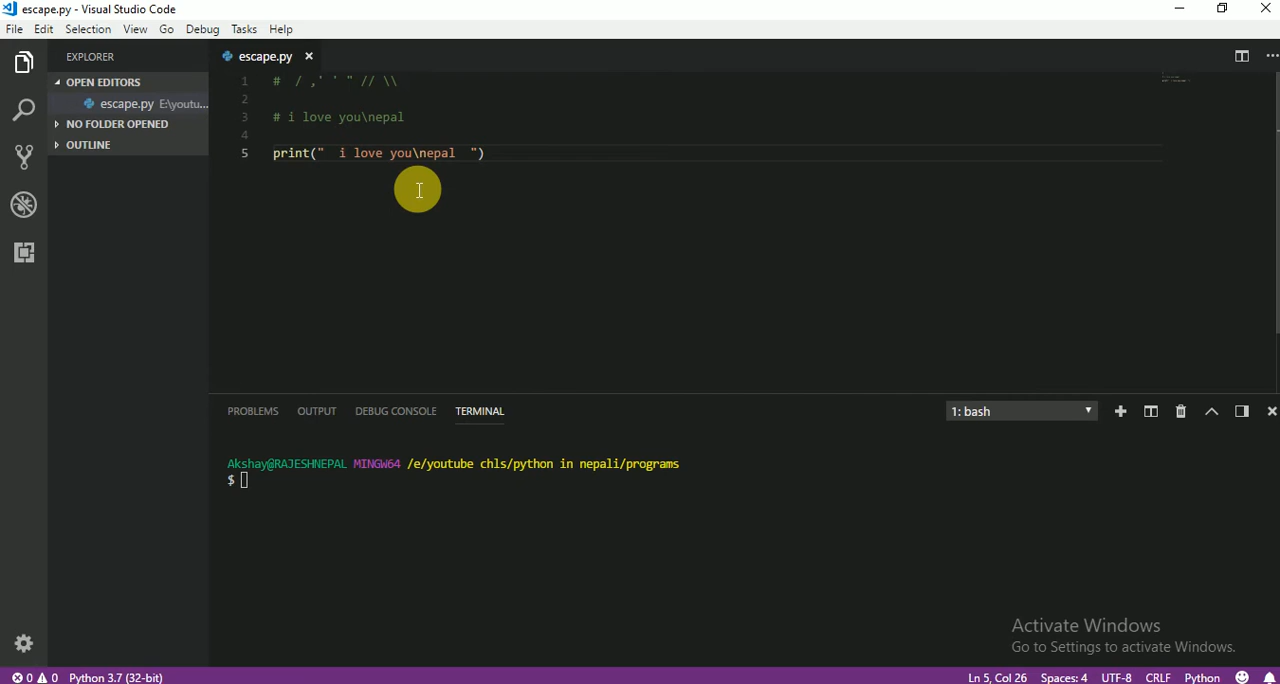 escape.py - Visual Studio Code
File Edit Selection View Go Debug Tasks Help
EXPLORER
OPEN EDITORS
escape.py E:\youtu...
NO FOLDER OPENED
OUTLINE
escape.py
1 # / ,' ' " // \\
2
3 # i love you\nepal
4
5 print("  i love you\nepal  ")
PROBLEMS OUTPUT DEBUG CONSOLE TERMINAL
1: bash
Akshay@RAJESHNEPAL MINGW64 /e/youtube chls/python in nepali/programs
$
Activate Windows
Go to Settings to activate Windows.
0 0 Python 3.7 (32-bit) Ln 5, Col 26 Spaces: 4 UTF-8 CRLF Python